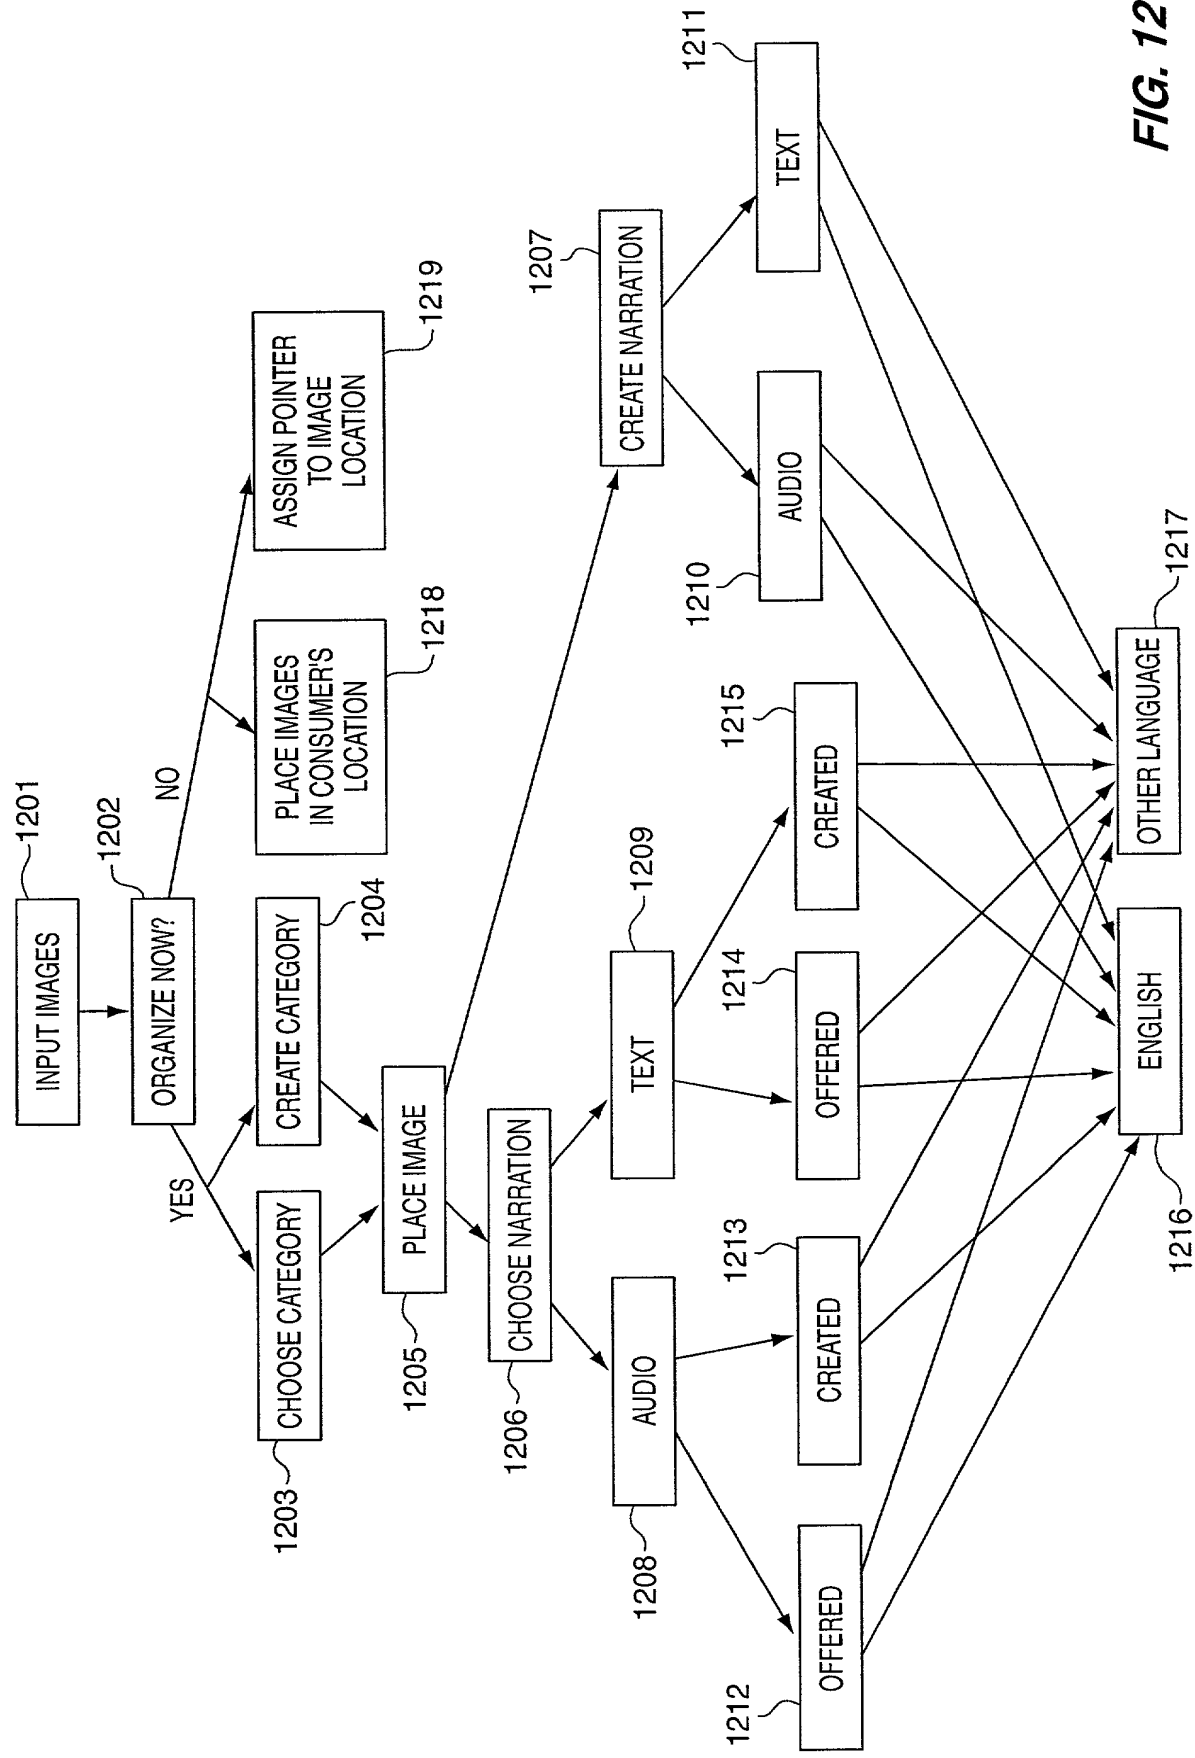 INPUT IMAGES
1201
ORGANIZE NOW?
1202
YES
NO
CHOOSE CATEGORY
1203
CREATE CATEGORY
1204
PLACE IMAGES
IN CONSUMER'S
LOCATION
1218
ASSIGN POINTER
TO IMAGE
LOCATION
1219
PLACE IMAGE
1205
CHOOSE NARRATION
1206
CREATE NARRATION
1207
AUDIO
1208
TEXT
1209
AUDIO
1210
TEXT
1211
OFFERED
1212
CREATED
1213
OFFERED
1214
CREATED
1215
ENGLISH
1216
OTHER LANGUAGE
1217
FIG. 12